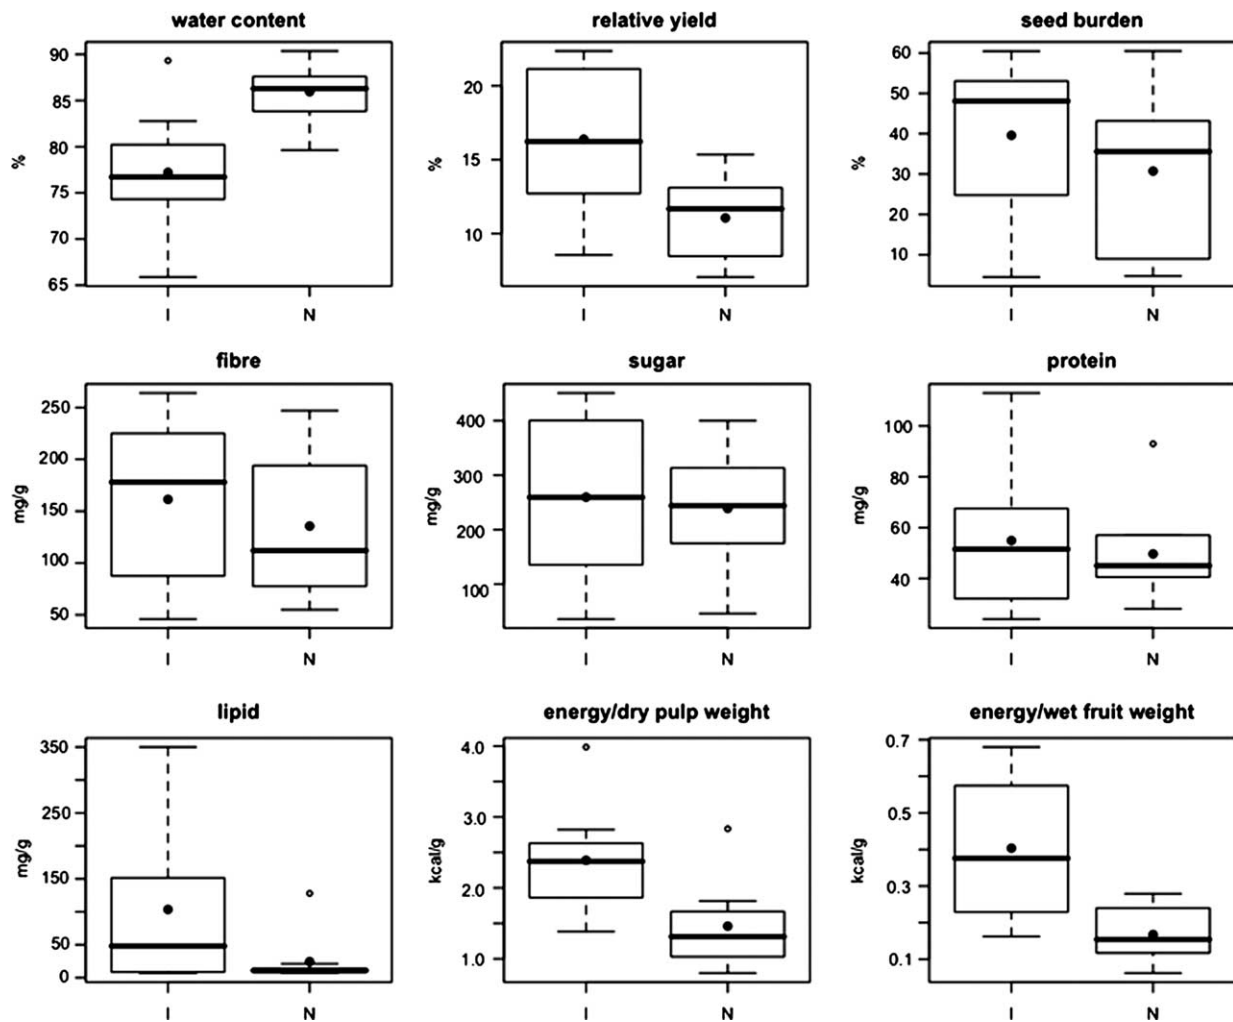 water content
relative yield
seed burden
90
85
80
75
70
65
%
I
N
20
15
10
%
I
N
60
50
40
30
20
10
%
I
N
fibre
sugar
protein
250
200
150
100
50
mg/g
I
N
400
300
200
100
mg/g
I
N
100
80
60
40
mg/g
I
N
lipid
energy/dry pulp weight
energy/wet fruit weight
350
250
150
50
0
mg/g
I
N
4.0
3.0
2.0
1.0
kcal/g
I
N
0.7
0.5
0.3
0.1
kcal/g
I
N